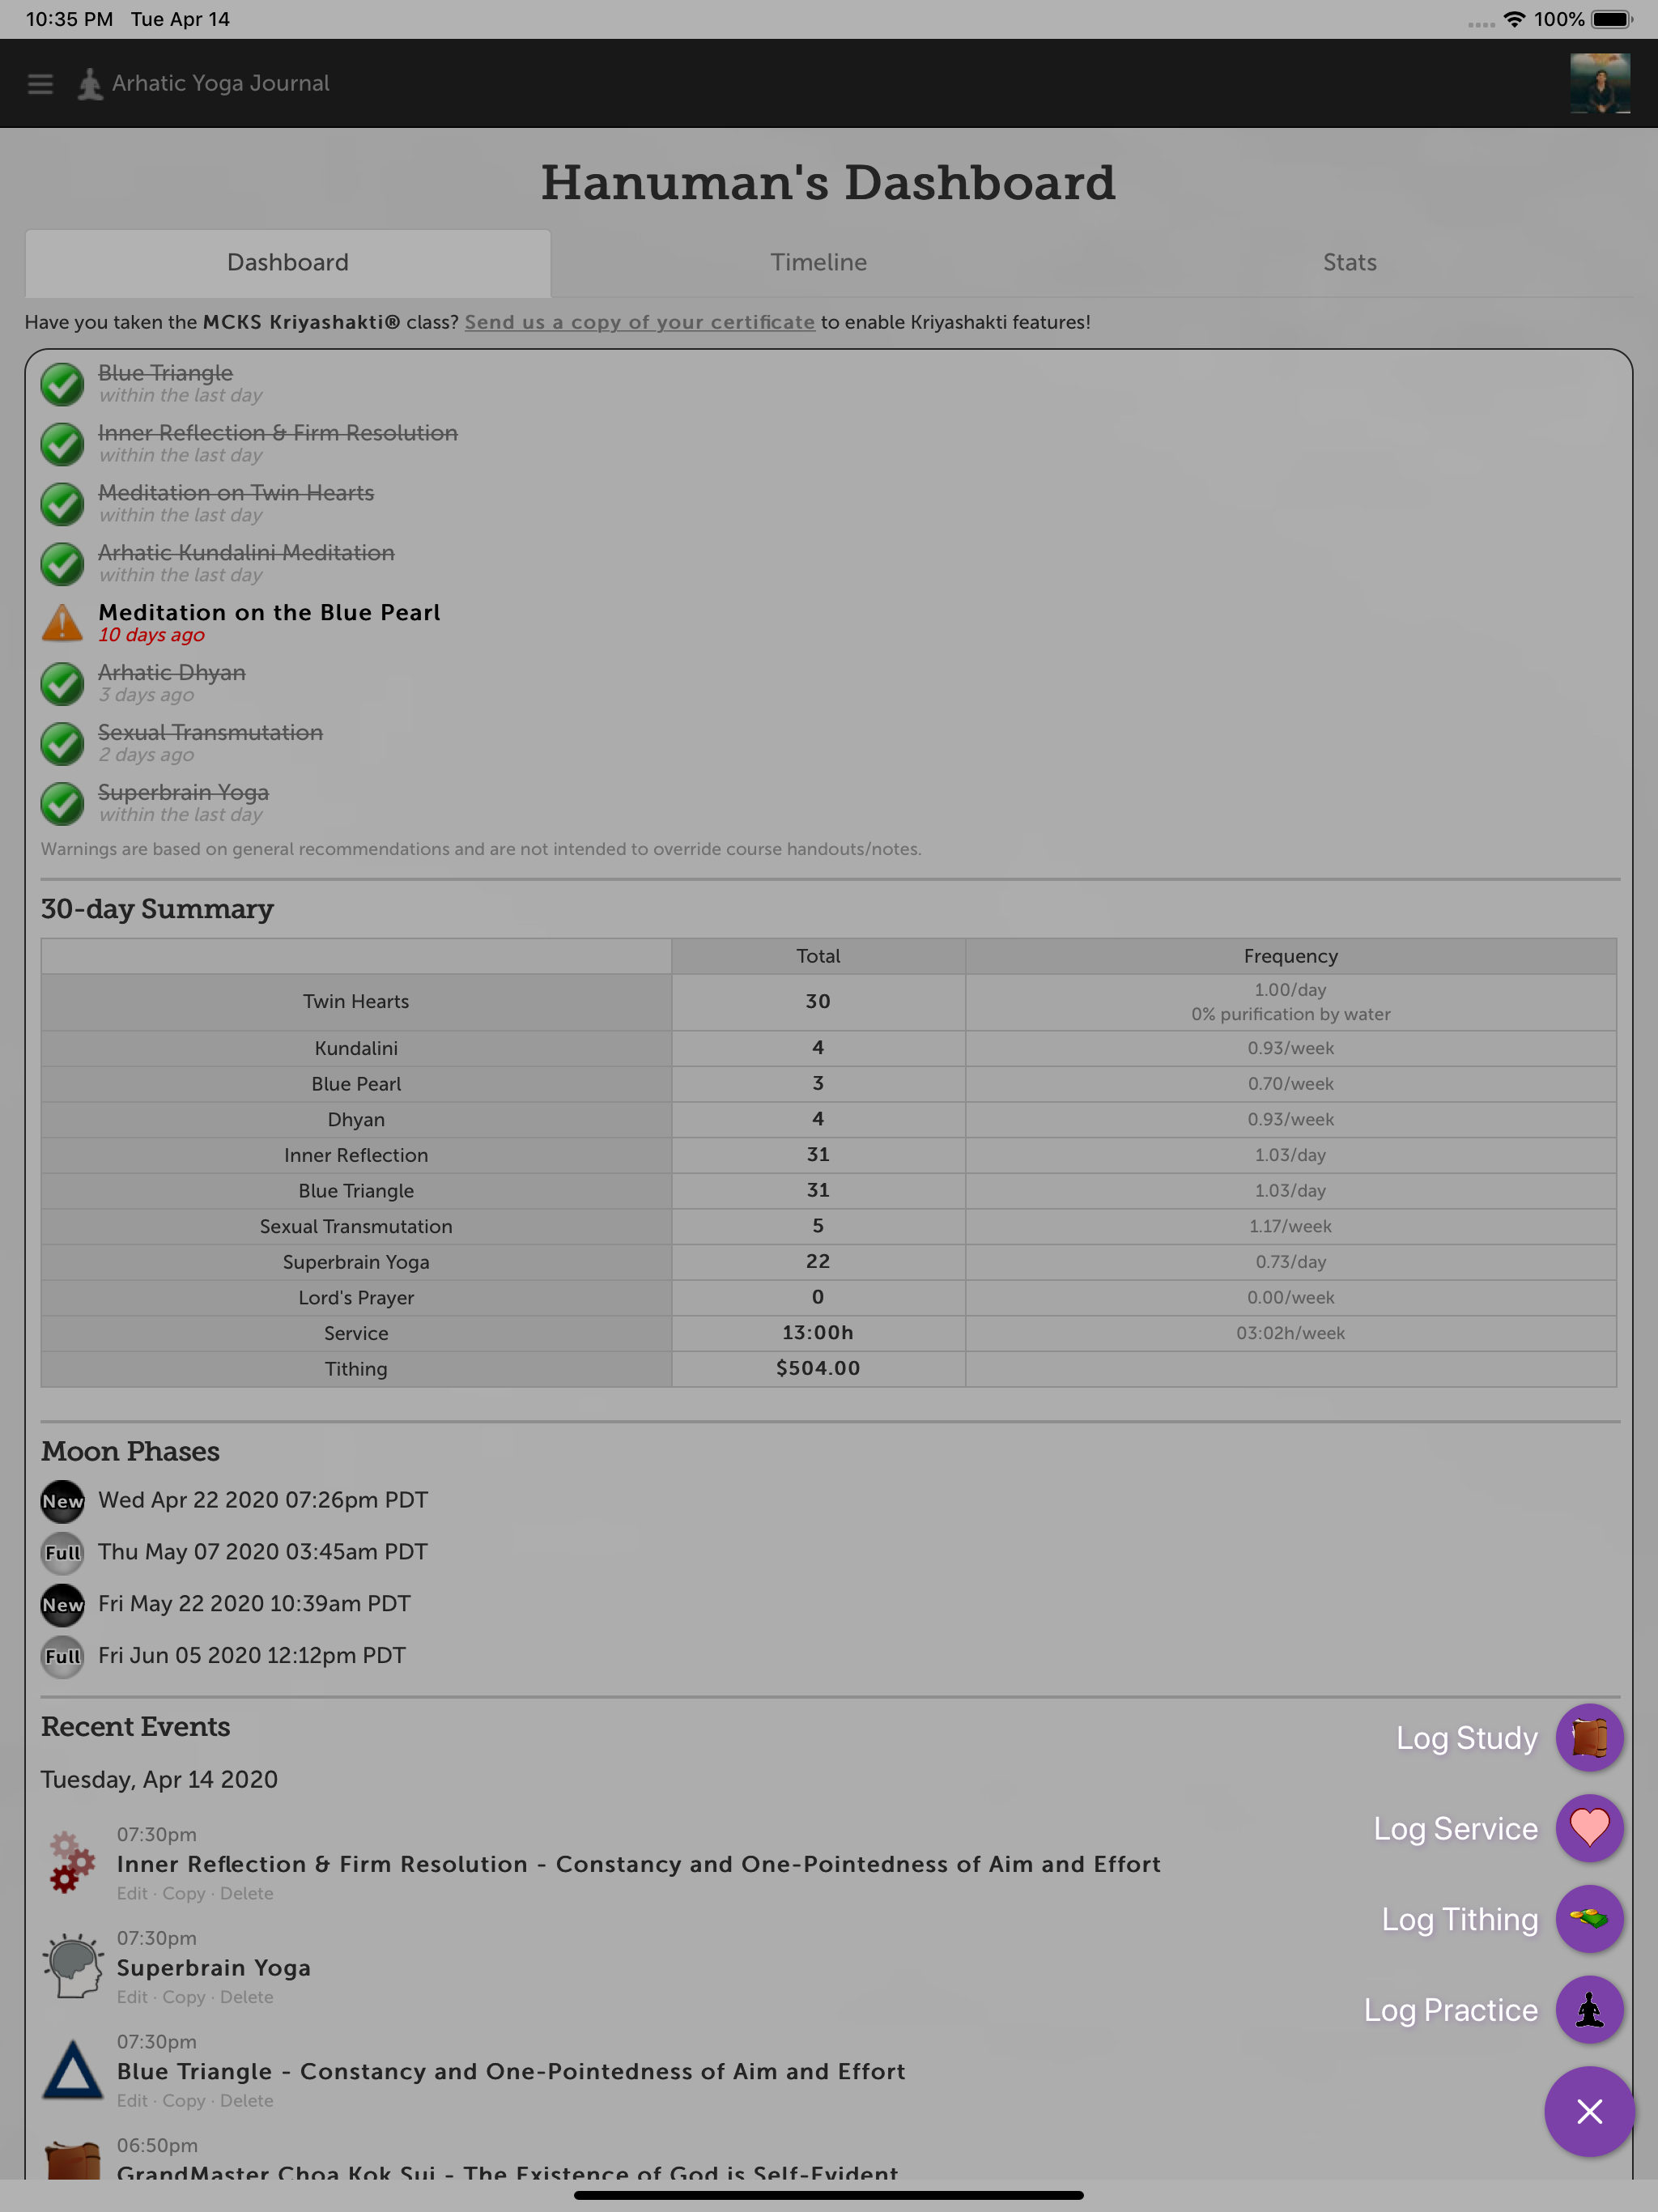 10:35 PM Tue Apr 14
100%
Arhatic Yoga Journal
Hanuman's Dashboard
Dashboard Timeline Stats
Have you taken the MCKS Kriyashakti® class? Send us a copy of your certificate to enable Kriyashakti features!
Blue Triangle
within the last day
Inner Reflection & Firm Resolution
within the last day
Meditation on Twin Hearts
within the last day
Arhatic Kundalini Meditation
within the last day
Meditation on the Blue Pearl
10 days ago
Arhatic Dhyan
3 days ago
Sexual Transmutation
2 days ago
Superbrain Yoga
within the last day
Warnings are based on general recommendations and are not intended to override course handouts/notes.
30-day Summary
Total Frequency
Twin Hearts 30 1.00/day
0% purification by water
Kundalini 4 0.93/week
Blue Pearl 3 0.70/week
Dhyan 4 0.93/week
Inner Reflection 31 1.03/day
Blue Triangle 31 1.03/day
Sexual Transmutation 5 1.17/week
Superbrain Yoga 22 0.73/day
Lord's Prayer 0 0.00/week
Service 13:00h 03:02h/week
Tithing $504.00
Moon Phases
New Wed Apr 22 2020 07:26pm PDT
Full Thu May 07 2020 03:45am PDT
New Fri May 22 2020 10:39am PDT
Full Fri Jun 05 2020 12:12pm PDT
Recent Events
Log Study
Tuesday, Apr 14 2020
07:30pm
Log Service
Inner Reflection & Firm Resolution - Constancy and One-Pointedness of Aim and Effort
Edit · Copy · Delete
Log Tithing
07:30pm
Superbrain Yoga
Edit · Copy · Delete
Log Practice
07:30pm
Blue Triangle - Constancy and One-Pointedness of Aim and Effort
Edit · Copy · Delete
06:50pm
GrandMaster Choa Kok Sui - The Existence of God is Self-Evident